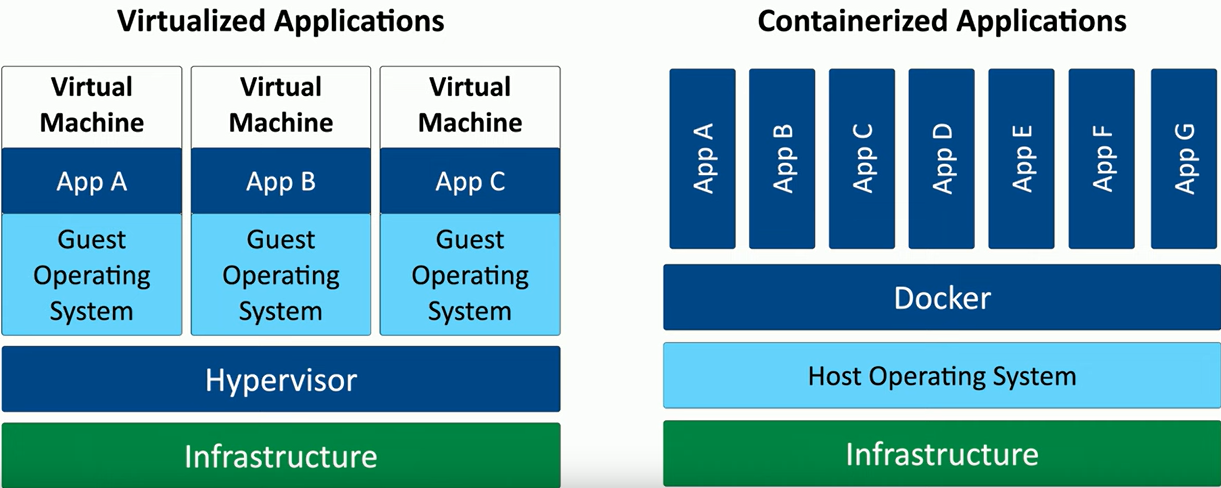 Virtualized Applications
Virtual
Machine
App A
Guest
Operating
System
Virtual
Machine
App B
Guest
Operating
System
Virtual
Machine
App C
Guest
Operating
System
Hypervisor
Infrastructure
Containerized Applications
App A
App B
App C
App D
App E
App F
App G
Docker
Host Operating System
Infrastructure